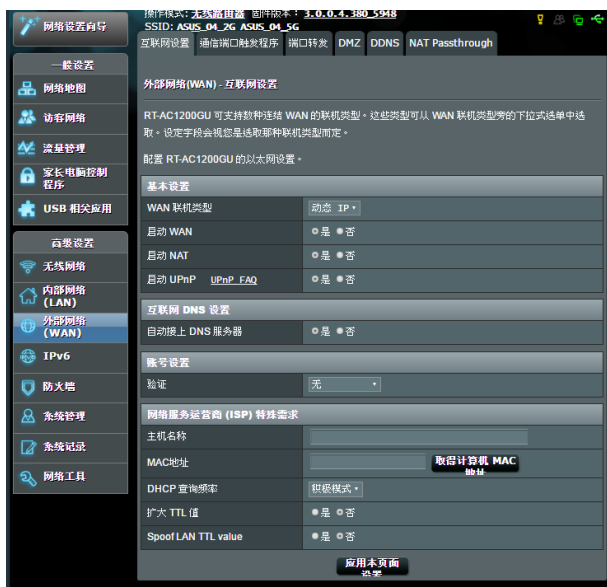 网络设置向导
一般设置
网络地图
访客网络
流量管理
家长电脑控制
程序
USB 相关应用
高级设置
无线网络
内部网络
(LAN)
外部网络
(WAN)
IPv6
防火墙
系统管理
系统记录
网络工具
操作模式：无线路由器 固件版本：3.0.0.4.380_5948
SSID: ASUS_04_2G ASUS_04_5G
互联网设置 通信端口触发程序 端口转发 DMZ DDNS NAT Passthrough
外部网络(WAN) - 互联网设置
RT-AC1200GU 可支持数种连结 WAN 的联机类型。这些类型可以 WAN 联机类型旁的下拉式选单中选
取。设定字段会视您是选取那种联机类型而定。
配置 RT-AC1200GU 的以太网设置。
基本设置
WAN 联机类型 动态 IP
启动 WAN 是 否
启动 NAT 是 否
启动 UPnP UPnP FAQ 是 否
互联网 DNS 设置
自动接上 DNS 服务器 是 否
账号设置
验证 无
网络服务运营商 (ISP) 特殊需求
主机名称
MAC地址 取得计算机 MAC
地址
DHCP 查询频率 积极模式
扩大 TTL 值 是 否
Spoof LAN TTL value 是 否
应用本页面
设置